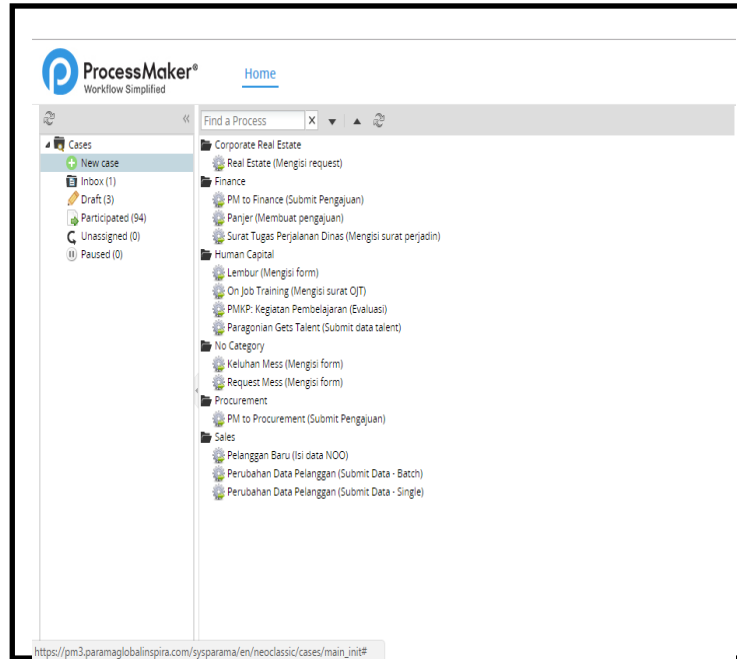 ProcessMaker®
Workflow Simplified
Home
Find a Process
X
Cases
New case
Inbox (1)
Draft (3)
Participated (94)
Unassigned (0)
Paused (0)
Corporate Real Estate
Real Estate (Mengisi request)
Finance
PM to Finance (Submit Pengajuan)
Panjer (Membuat pengajuan)
Surat Tugas Perjalanan Dinas (Mengisi surat perjadin)
Human Capital
Lembur (Mengisi form)
On Job Training (Mengisi surat OJT)
PMKP: Kegiatan Pembelajaran (Evaluasi)
Paragonian Gets Talent (Submit data talent)
No Category
Keluhan Mess (Mengisi form)
Request Mess (Mengisi form)
Procurement
PM to Procurement (Submit Pengajuan)
Sales
Pelanggan Baru (Isi data NOO)
Perubahan Data Pelanggan (Submit Data - Batch)
Perubahan Data Pelanggan (Submit Data - Single)
https://pm3.paramaglobalinspira.com/sysparama/en/neoclassic/cases/main_init#